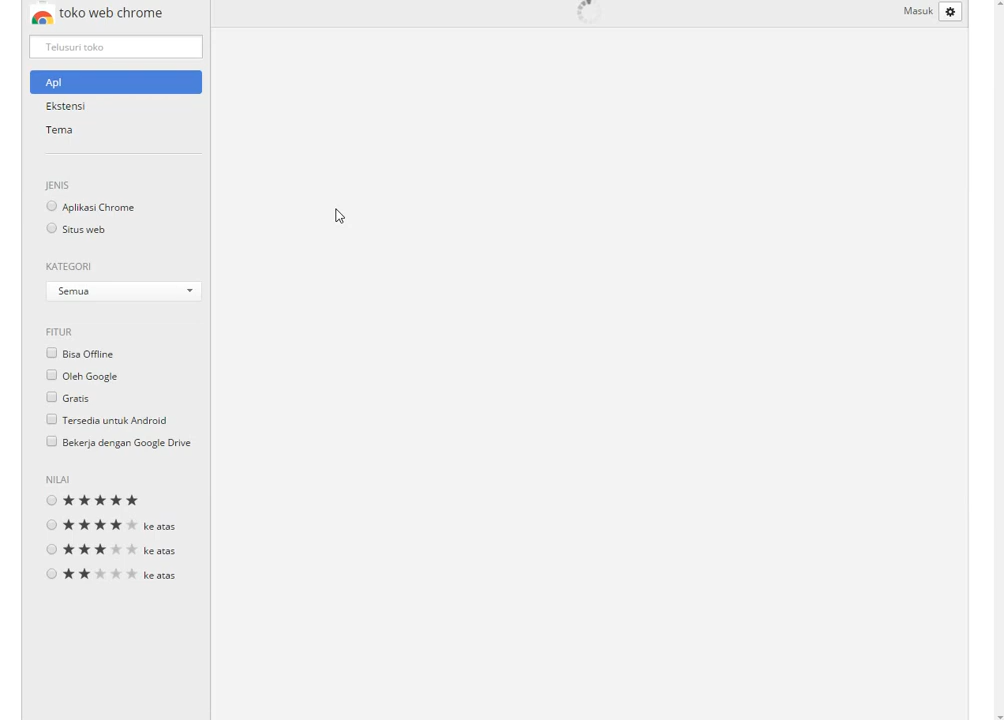 toko web chrome
Masuk
Telusuri toko
Apl
Ekstensi
Tema
JENIS
Aplikasi Chrome
Situs web
KATEGORI
Semua
FITUR
Bisa Offline
Oleh Google
Gratis
Tersedia untuk Android
Bekerja dengan Google Drive
NILAI
ke atas
ke atas
ke atas